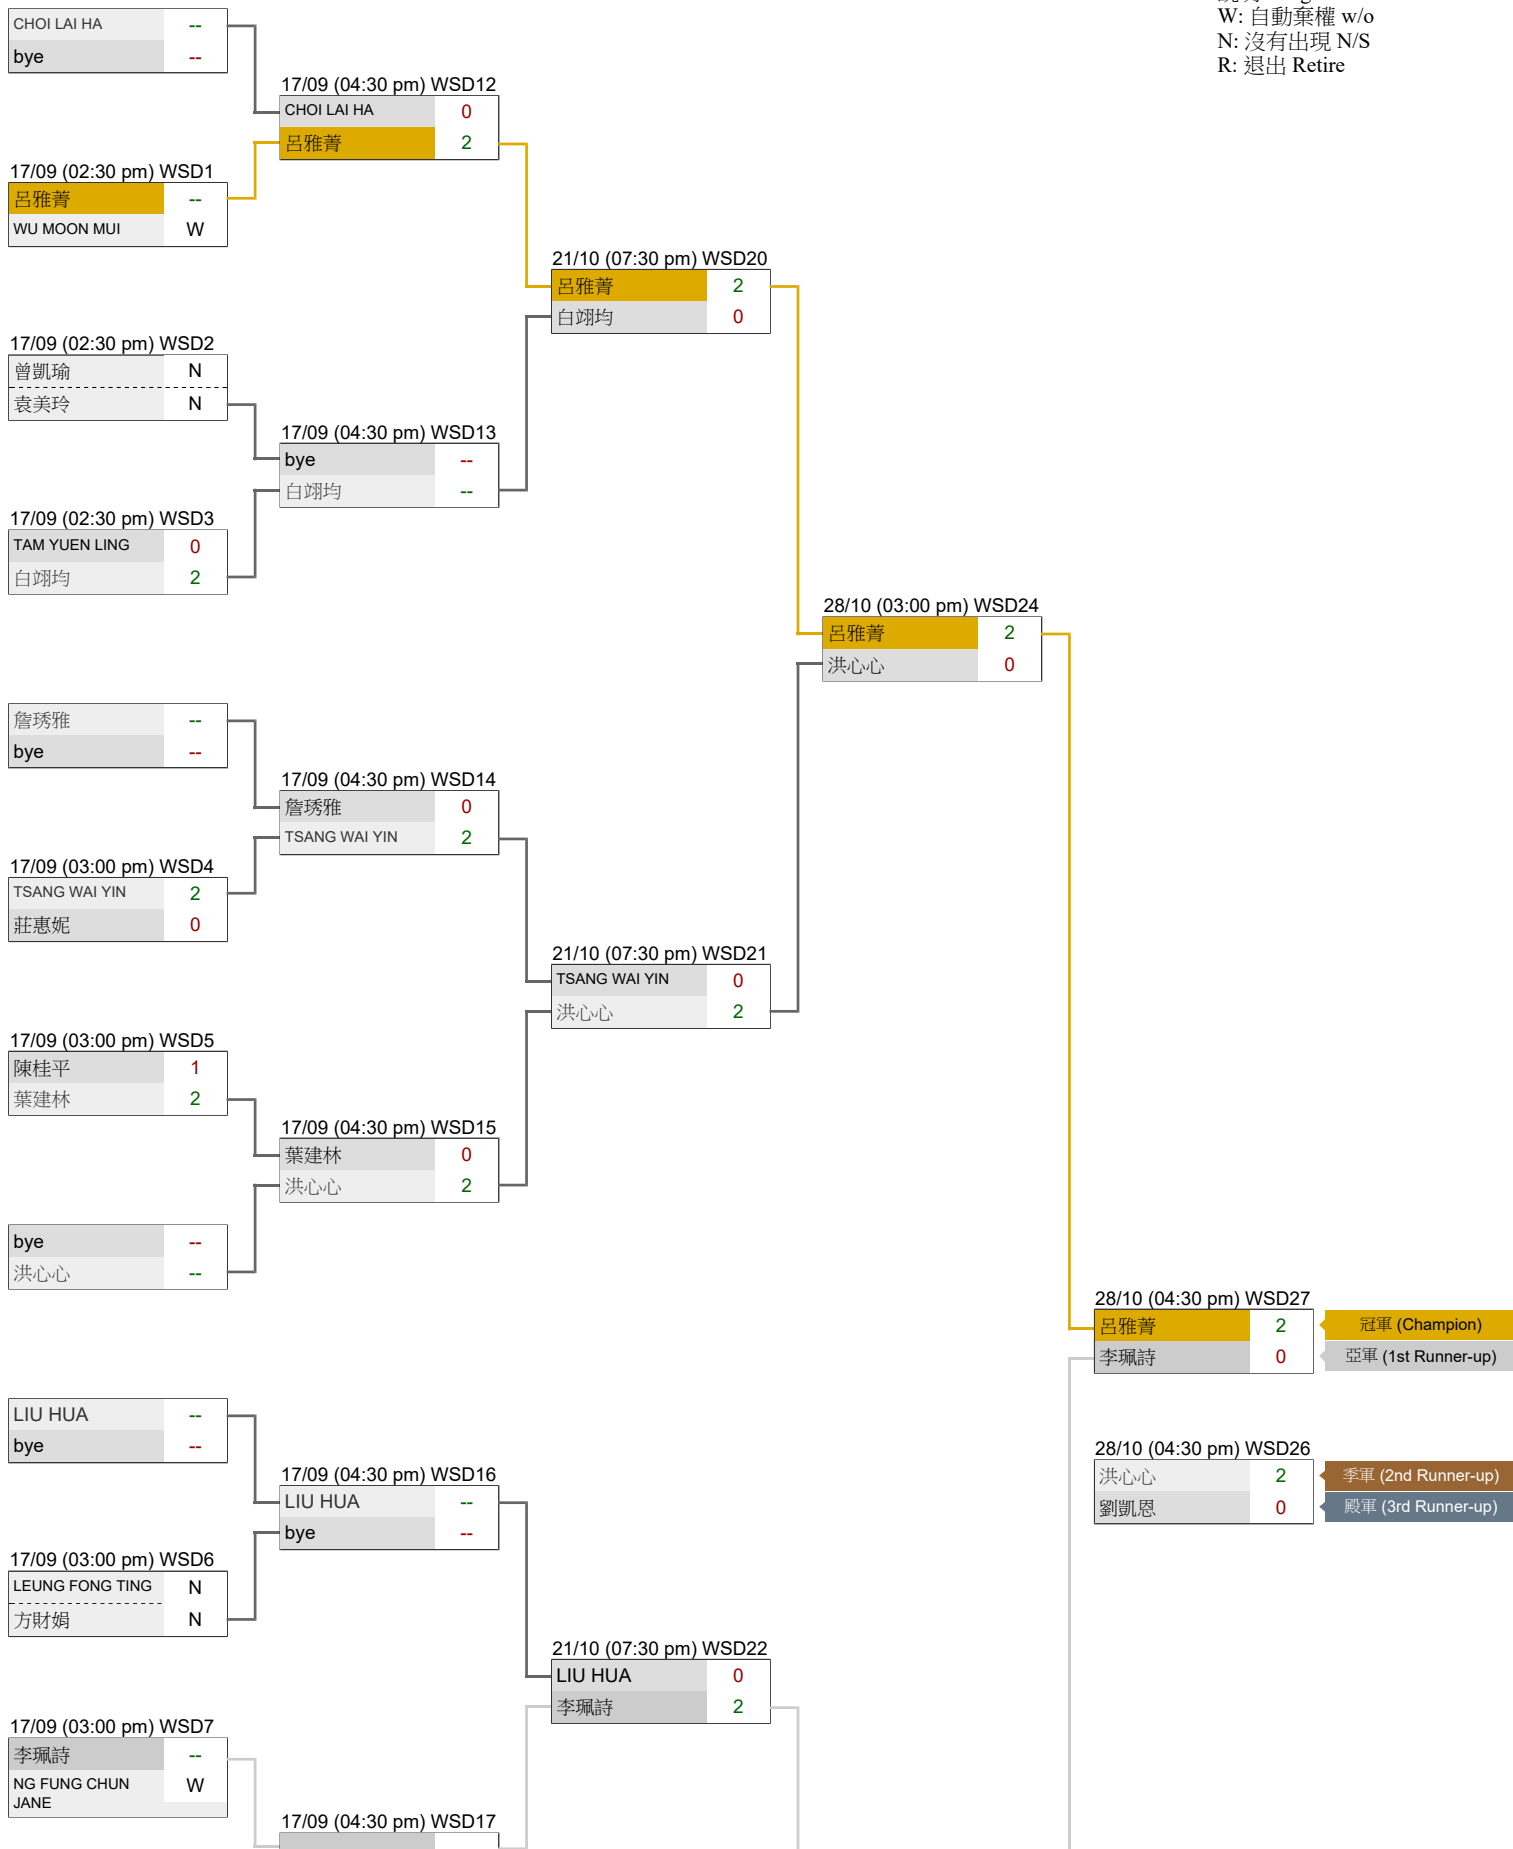 W: 自動棄權 w/o
N: 沒有出現 N/S
R: 退出 Retire
CHOI LAI HA --
bye --
17/09 (04:30 pm) WSD12
CHOI LAI HA 0
呂雅菁 2
17/09 (02:30 pm) WSD1
呂雅菁 --
WU MOON MUI W
21/10 (07:30 pm) WSD20
呂雅菁 2
白翊均 0
17/09 (02:30 pm) WSD2
曾凱瑜 N
袁美玲 N
17/09 (04:30 pm) WSD13
bye --
白翊均 --
17/09 (02:30 pm) WSD3
TAM YUEN LING 0
白翊均 2
28/10 (03:00 pm) WSD24
呂雅菁 2
洪心心 0
詹琇雅 --
bye --
17/09 (04:30 pm) WSD14
詹琇雅 0
TSANG WAI YIN 2
17/09 (03:00 pm) WSD4
TSANG WAI YIN 2
莊惠妮 0
21/10 (07:30 pm) WSD21
TSANG WAI YIN 0
洪心心 2
17/09 (03:00 pm) WSD5
陳桂平 1
葉建林 2
17/09 (04:30 pm) WSD15
葉建林 0
洪心心 2
bye --
洪心心 --
28/10 (04:30 pm) WSD27
呂雅菁 2 冠軍 (Champion)
李珮詩 0 亞軍 (1st Runner-up)
LIU HUA --
bye --
28/10 (04:30 pm) WSD26
洪心心 2 季軍 (2nd Runner-up)
劉凱恩 0 殿軍 (3rd Runner-up)
17/09 (04:30 pm) WSD16
LIU HUA --
bye --
17/09 (03:00 pm) WSD6
LEUNG FONG TING N
方財娟 N
21/10 (07:30 pm) WSD22
LIU HUA 0
李珮詩 2
17/09 (03:00 pm) WSD7
李珮詩 --
NG FUNG CHUN W
JANE
17/09 (04:30 pm) WSD17